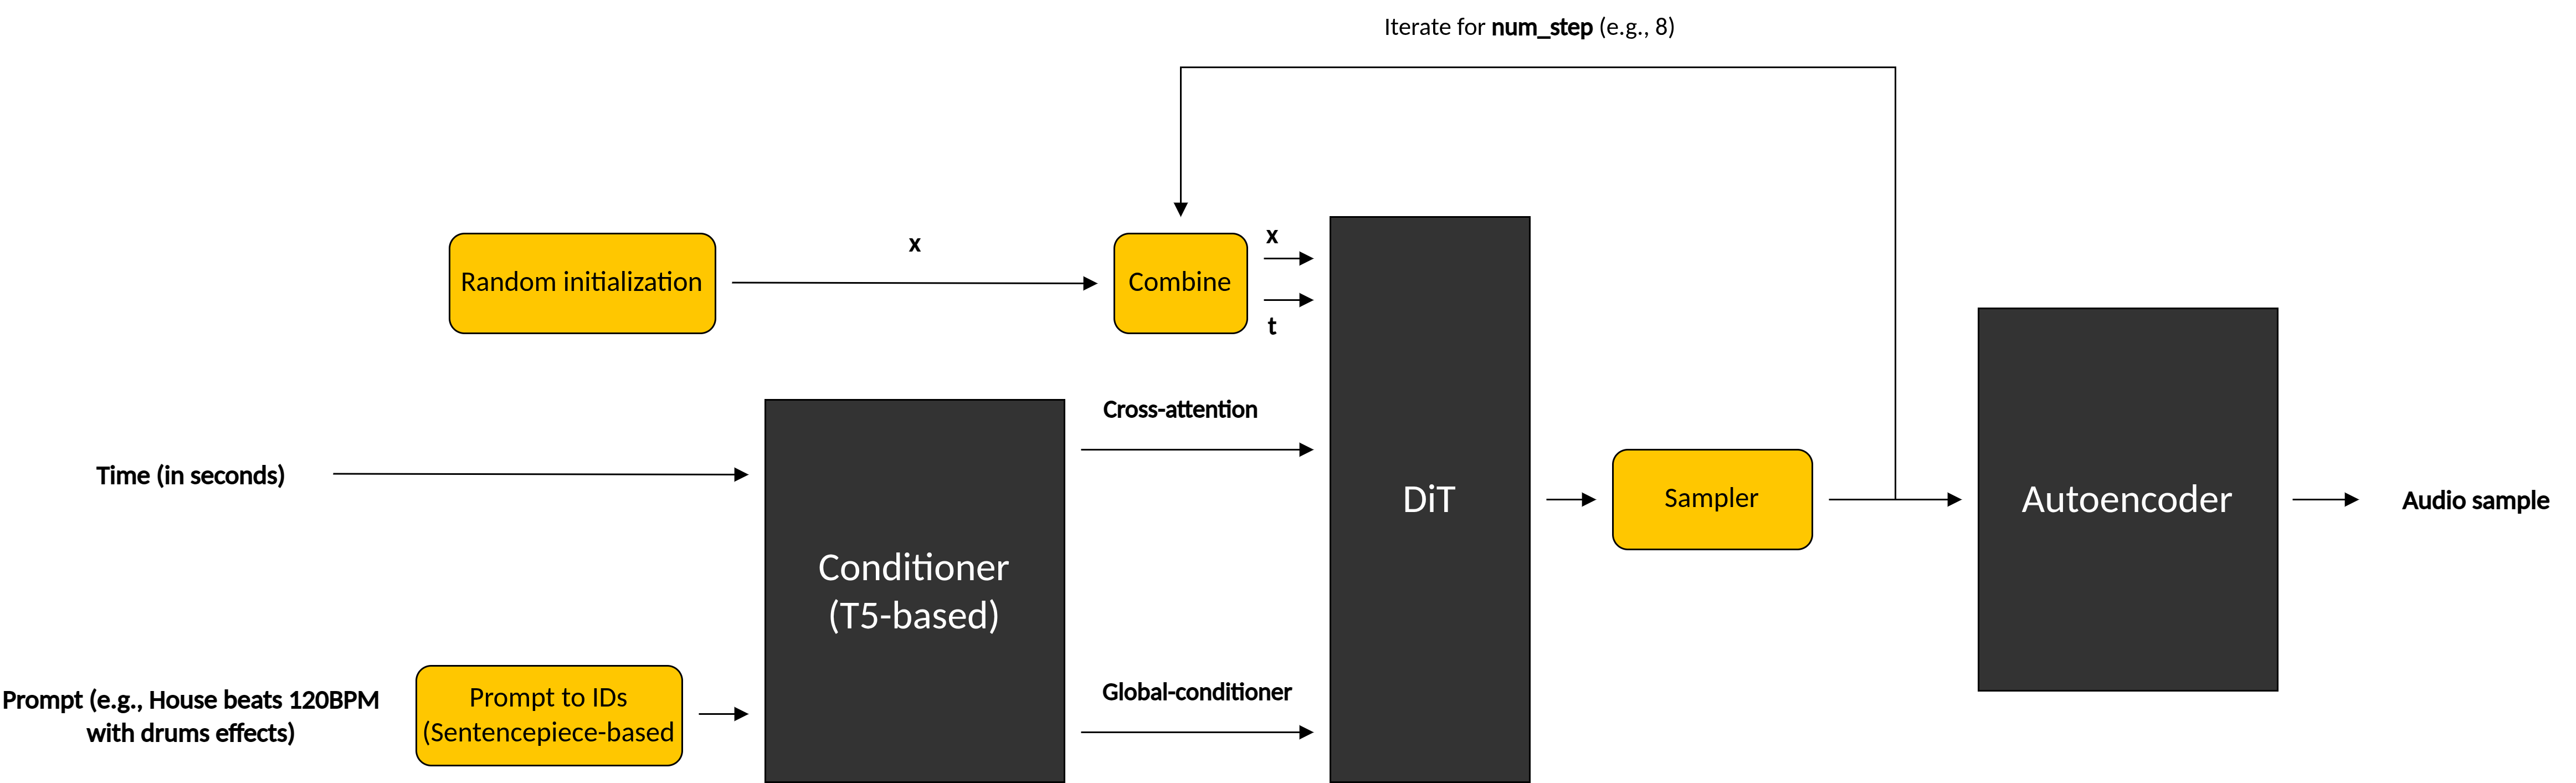 Iterate for num_step (e.g., 8)
Random initialization
x
Combine
x
t
Time (in seconds)
Conditioner
(T5-based)
Cross-attention
Global-conditioner
DiT
Sampler
Autoencoder
Audio sample
Prompt (e.g., House beats 120BPM
with drums effects)
Prompt to IDs
(Sentencepiece-based